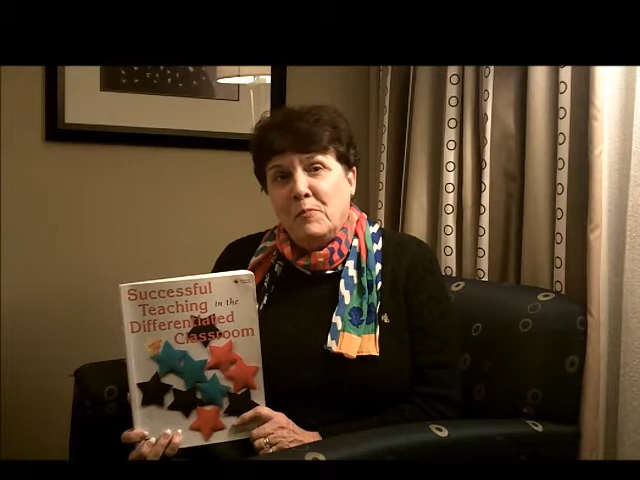 Successful
Teaching in the
Differentiated
Classroom